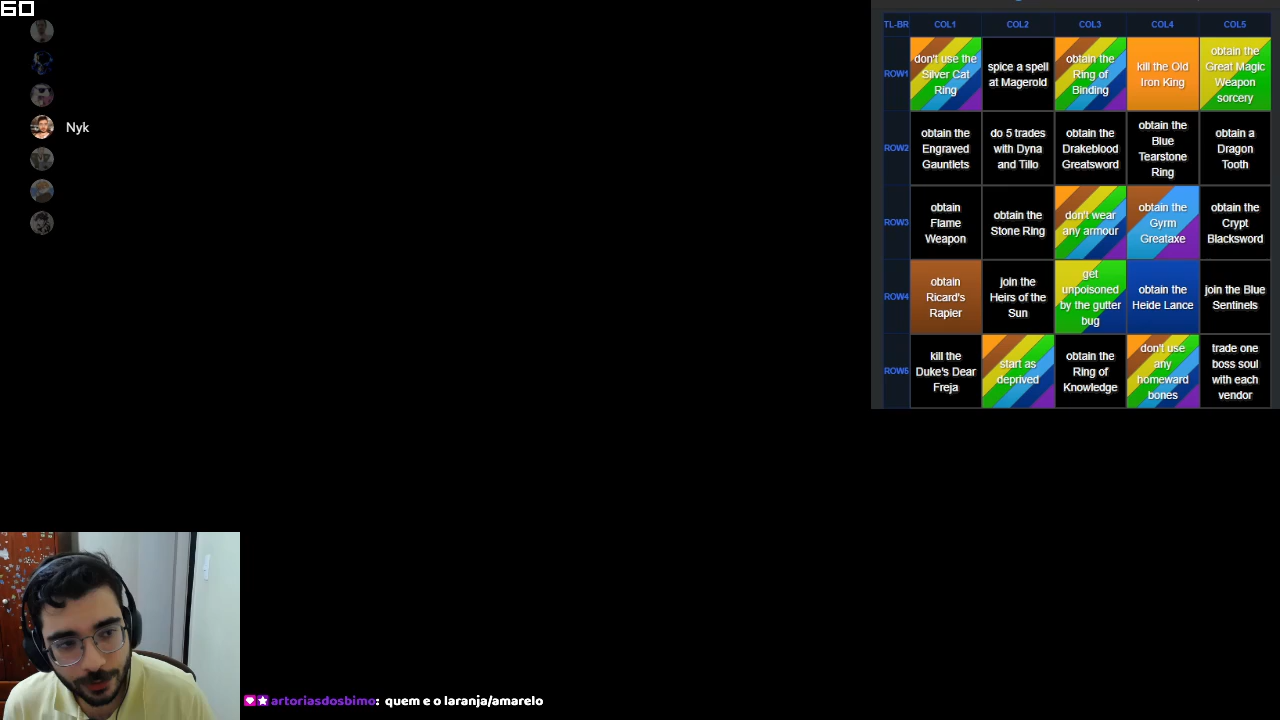 60
Nyk
TL-BR COL1 COL2 COL3 COL4 COL5
ROW1
don't use the
Silver Cat
Ring
spice a spell
at Magerold
obtain the
Ring of
Binding
kill the Old
Iron King
obtain the
Great Magic
Weapon
sorcery
ROW2
obtain the
Engraved
Gauntlets
do 5 trades
with Dyna
and Tillo
obtain the
Drakeblood
Greatsword
obtain the
Blue
Tearstone
Ring
obtain a
Dragon
Tooth
ROW3
obtain
Flame
Weapon
obtain the
Stone Ring
don't wear
any armour
obtain the
Gyrm
Greataxe
obtain the
Crypt
Blacksword
ROW4
obtain
Ricard's
Rapier
join the
Heirs of the
Sun
get
unpoisoned
by the gutter
bug
obtain the
Heide Lance
join the Blue
Sentinels
ROW5
kill the
Duke's Dear
Freja
start as
deprived
obtain the
Ring of
Knowledge
don't use
any
homeward
bones
trade one
boss soul
with each
vendor
artoriasdosbimo: quem e o laranja/amarelo